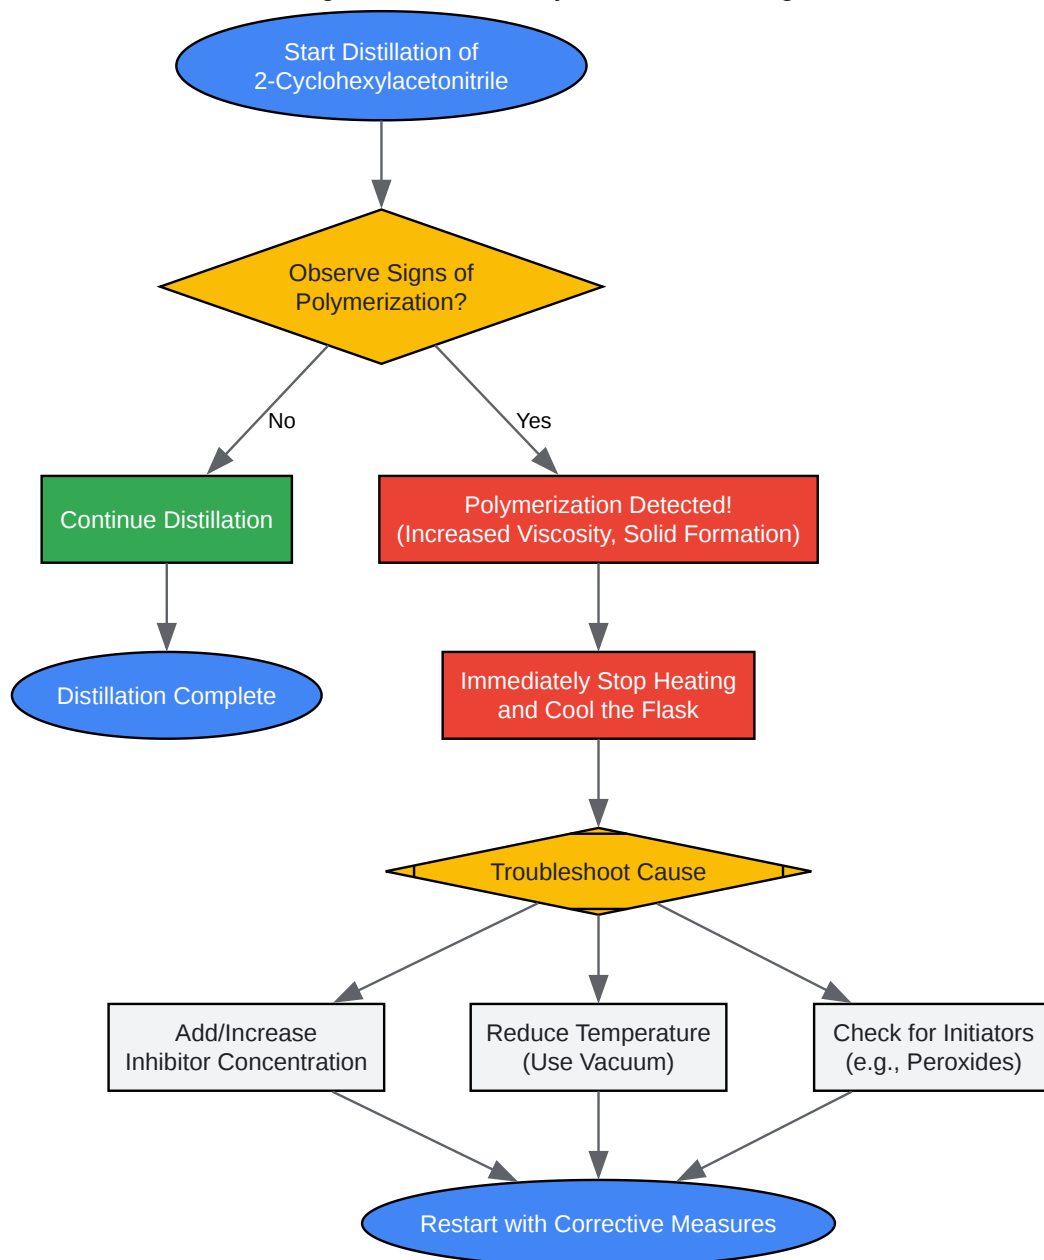 Start Distillation of
2-Cyclohexylacetonitrile
Observe Signs of
Polymerization?
No
Yes
Continue Distillation
Polymerization Detected!
(Increased Viscosity, Solid Formation)
Distillation Complete
Immediately Stop Heating
and Cool the Flask
Troubleshoot Cause
Add/Increase
Inhibitor Concentration
Reduce Temperature
(Use Vacuum)
Check for Initiators
(e.g., Peroxides)
Restart with Corrective Measures